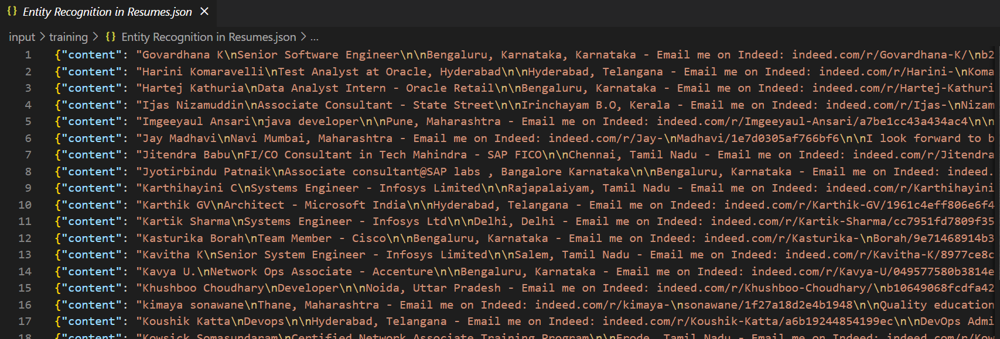 {} Entity Recognition in Resumes.json ×
input > training > {} Entity Recognition in Resumes.json > ...
1 {"content": "Govardhana K\nSenior Software Engineer\n\nBengaluru, Karnataka, Karnataka - Email me on Indeed: indeed.com/r/Govardhana-K/\nb2
2 {"content": "Harini Komaravelli\nTest Analyst at Oracle, Hyderabad\n\nHyderabad, Telangana - Email me on Indeed: indeed.com/r/Harini-\nKoma
3 {"content": "Hartej Kathuria\nData Analyst Intern - Oracle Retail\n\nBengaluru, Karnataka - Email me on Indeed: indeed.com/r/Hartej-Kathuri
4 {"content": "Ijas Nizamuddin\nAssociate Consultant - State Street\n\nIrinchayam B.O, Kerala - Email me on Indeed: indeed.com/r/Ijas-\nNizam
5 {"content": "Imgeeyaul Ansari\njava developer\n\nPune, Maharashtra - Email me on Indeed: indeed.com/r/Imgeeyaul-Ansari/a7be1cc43a434ac4\n\n
6 {"content": "Jay Madhavi\nNavi Mumbai, Maharashtra - Email me on Indeed: indeed.com/r/Jay-\nMadhavi/1e7d0305af766bf6\n\nI look forward to b
7 {"content": "Jitendra Babu\nFI/CO Consultant in Tech Mahindra - SAP FICO\n\nChennai, Tamil Nadu - Email me on Indeed: indeed.com/r/Jitendra
8 {"content": "Jyotirbindu Patnaik\nAssociate consultant@SAP labs , Bangalore Karnataka\n\nBengaluru, Karnataka - Email me on Indeed: indeed.
9 {"content": "Karthihayini C\nSystems Engineer - Infosys Limited\n\nRajapalaiyam, Tamil Nadu - Email me on Indeed: indeed.com/r/Karthihayini
10 {"content": "Karthik GV\nArchitect - Microsoft India\n\nHyderabad, Telangana - Email me on Indeed: indeed.com/r/Karthik-GV/1961c4eff806e6f4
11 {"content": "Kartik Sharma\nSystems Engineer - Infosys Ltd\n\nDelhi, Delhi - Email me on Indeed: indeed.com/r/Kartik-Sharma/cc7951fd7809f35
12 {"content": "Kasturika Borah\nTeam Member - Cisco\n\nBengaluru, Karnataka - Email me on Indeed: indeed.com/r/Kasturika-\nBorah/9e71468914b3
13 {"content": "Kavitha K\nSenior System Engineer - Infosys Limited\n\nSalem, Tamil Nadu - Email me on Indeed: indeed.com/r/Kavitha-K/8977ce8c
14 {"content": "Kavya U.\nNetwork Ops Associate - Accenture\n\nBengaluru, Karnataka - Email me on Indeed: indeed.com/r/Kavya-U/049577580b3814e
15 {"content": "Khushboo Choudhary\nDeveloper\n\nNoida, Uttar Pradesh - Email me on Indeed: indeed.com/r/Khushboo-Choudhary/\nb10649068fcdfa42
16 {"content": "kimaya sonawane\nThane, Maharashtra - Email me on Indeed: indeed.com/r/kimaya-\nsonawane/1f27a18d2e4b1948\n\nQuality education
17 {"content": "Koushik Katta\nDevops\n\nHyderabad, Telangana - Email me on Indeed: indeed.com/r/Koushik-Katta/a6b19244854199ec\n\nDevOps Admi
18 {"content": "Kowsick Somasundaram\nCertified Network Associate Training Program\n\nErode, Tamil Nadu - Email me on Indeed: indeed.com/r/Kow